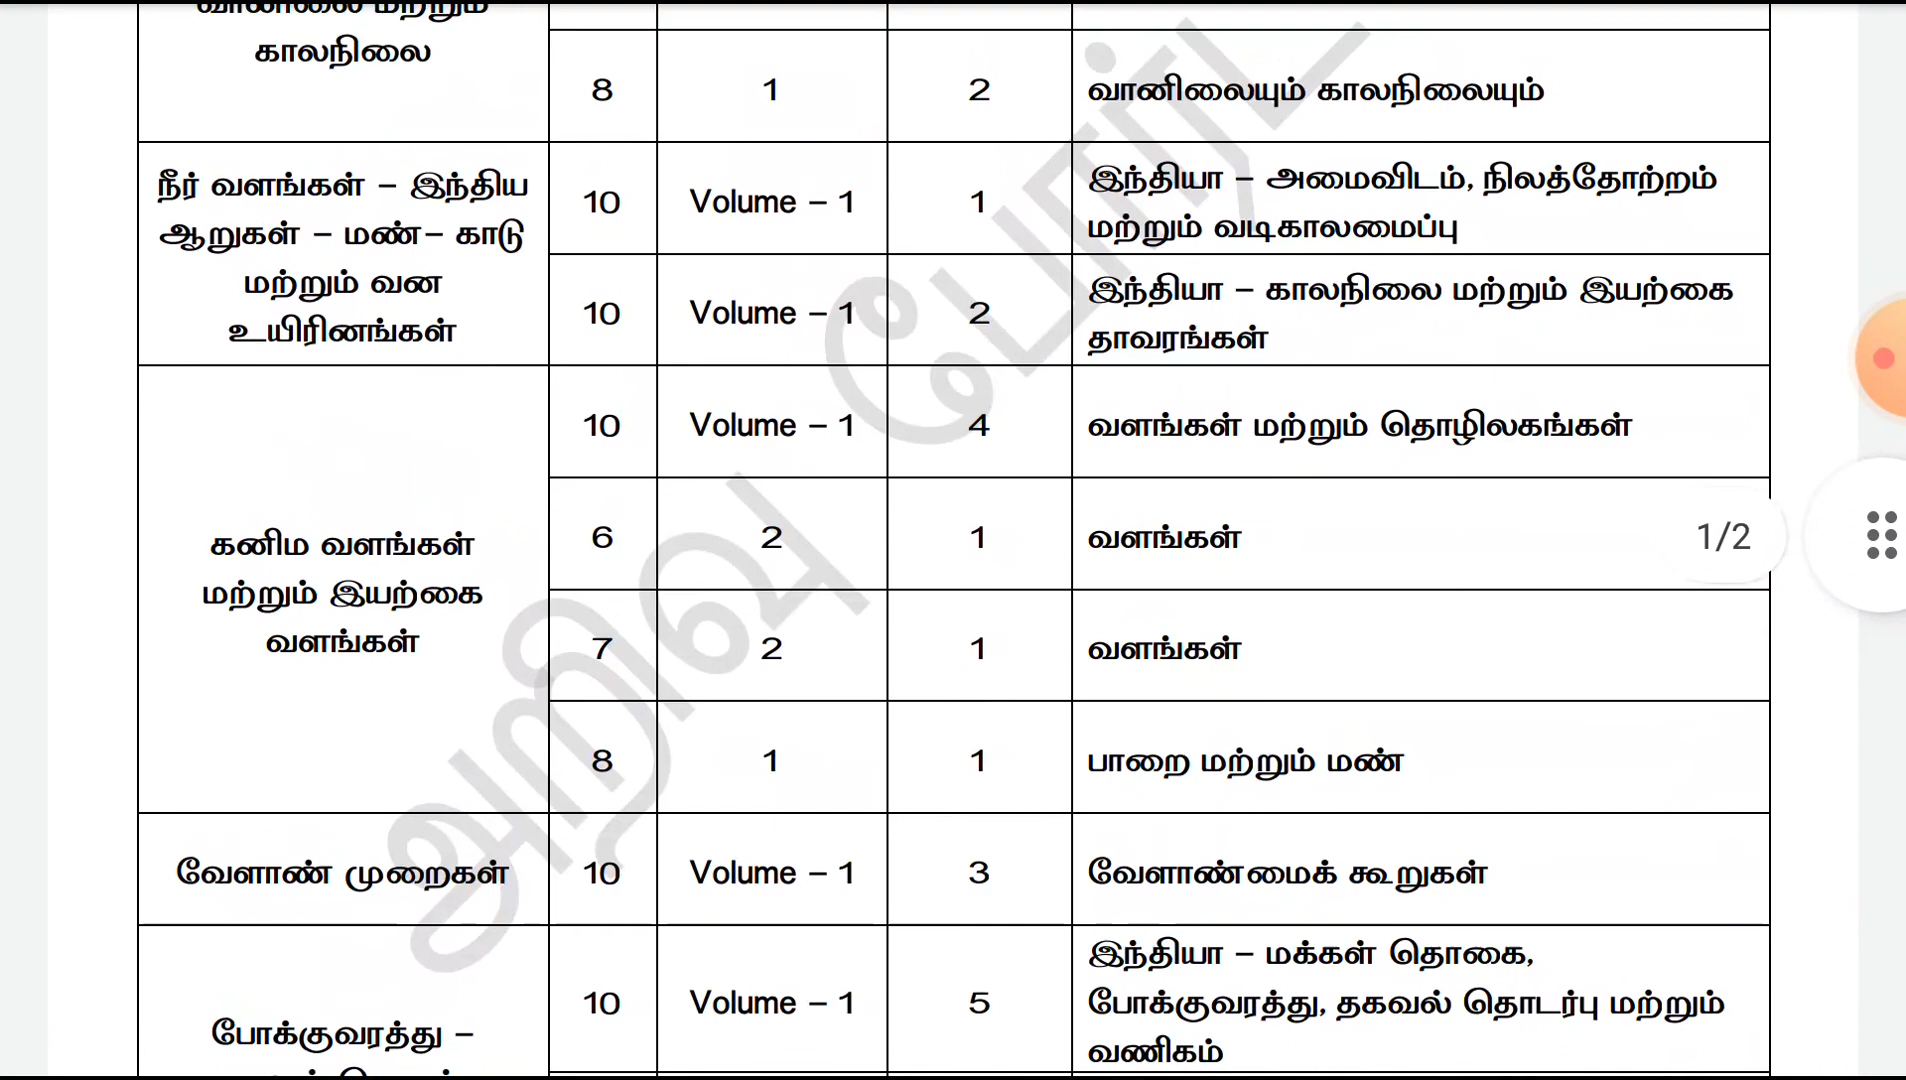 வானிலை மற்றும்
காலநிலை
8 1 2 வானிலையும் காலநிலையும்
நீர் வளங்கள் – இந்திய
ஆறுகள் – மண்– காடு
மற்றும் வன
உயிரினங்கள்
10 Volume – 1 1 இந்தியா – அமைவிடம், நிலத்தோற்றம்
மற்றும் வடிகாலமைப்பு
10 Volume – 1 2 இந்தியா – காலநிலை மற்றும் இயற்கை
தாவரங்கள்
கனிம வளங்கள்
மற்றும் இயற்கை
வளங்கள்
10 Volume – 1 4 வளங்கள் மற்றும் தொழிலகங்கள்
6 2 1 வளங்கள்
7 2 1 வளங்கள்
8 1 1 பாறை மற்றும் மண்
வேளாண் முறைகள் 10 Volume – 1 3 வேளாண்மைக் கூறுகள்
போக்குவரத்து –
10 Volume – 1 5 இந்தியா – மக்கள் தொகை,
போக்குவரத்து, தகவல் தொடர்பு மற்றும்
வணிகம்
அறிவு போர்ட்
1/2